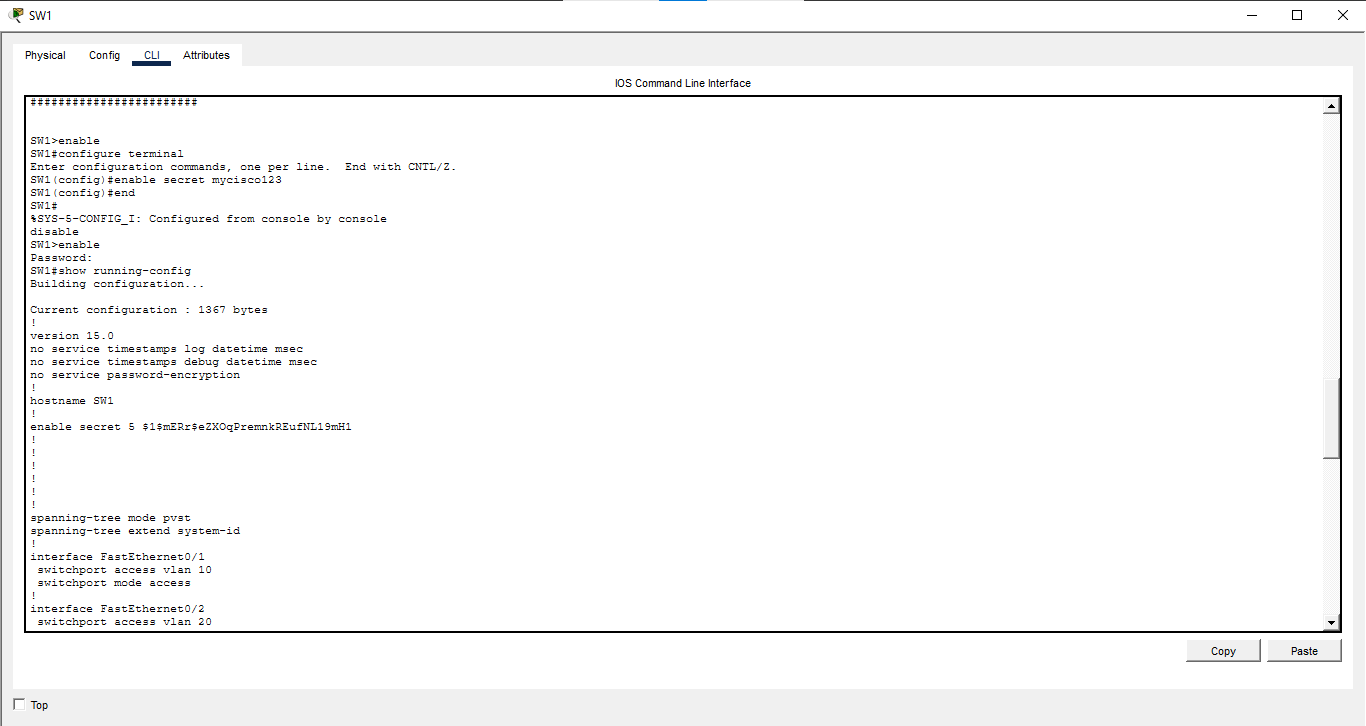 SW1
Physical Config CLI Attributes
IOS Command Line Interface
########################
SW1>enable
SW1#configure terminal
Enter configuration commands, one per line.  End with CNTL/Z.
SW1(config)#enable secret mycisco123
SW1(config)#end
SW1#
%SYS-5-CONFIG_I: Configured from console by console
disable
SW1>enable
Password:
SW1#show running-config
Building configuration...
Current configuration : 1367 bytes
!
version 15.0
no service timestamps log datetime msec
no service timestamps debug datetime msec
no service password-encryption
!
hostname SW1
!
enable secret 5 $1$mERr$eZXOqPremnkREufNL19mH1
!
!
!
!
!
!
spanning-tree mode pvst
spanning-tree extend system-id
!
interface FastEthernet0/1
 switchport access vlan 10
 switchport mode access
!
interface FastEthernet0/2
 switchport access vlan 20
Copy Paste
Top